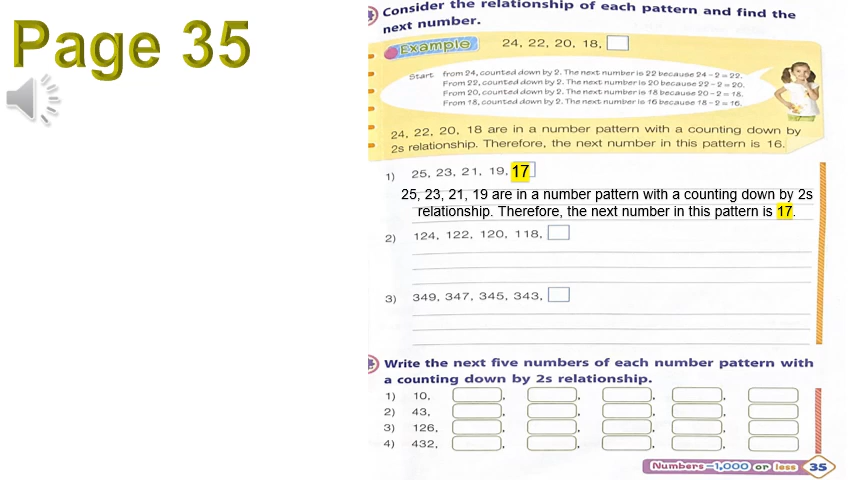 Page 35
Consider the relationship of each pattern and find the
next number.
Example
24, 22, 20, 18,
Start from 24, counted down by 2. The next number is 22 because 24 – 2 = 22.
From 22, counted down by 2. The next number is 20 because 22 – 2 = 20.
From 20, counted down by 2. The next number is 18 because 20 – 2 = 18.
From 18, counted down by 2. The next number is 16 because 18 – 2 = 16.
24, 22, 20, 18 are in a number pattern with a counting down by
2s relationship. Therefore, the next number in this pattern is 16.
1) 25, 23, 21, 19, 17
25, 23, 21, 19 are in a number pattern with a counting down by 2s
relationship. Therefore, the next number in this pattern is 17.
2) 124, 122, 120, 118,
3) 349, 347, 345, 343,
Write the next five numbers of each number pattern with
a counting down by 2s relationship.
1) 10, , , , ,
2) 43, , , , ,
3) 126, , , , ,
4) 432, , , , ,
Numbers – 1,000 or less 35